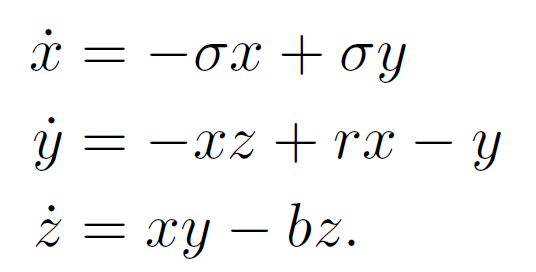 ẋ = −σx + σy
ẏ = −xz + rx − y
ż = xy − bz.